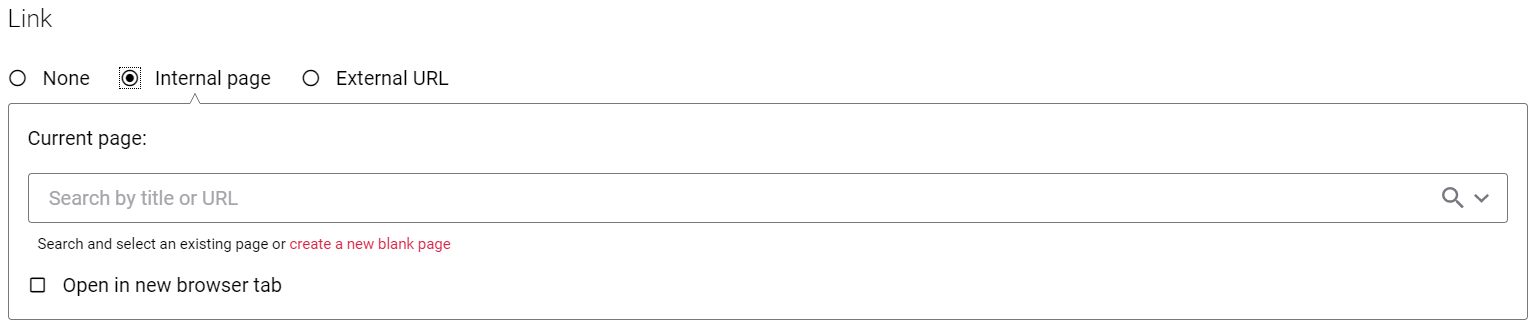 Link
None Internal page External URL
Current page:
Search by title or URL
Search and select an existing page or create a new blank page
Open in new browser tab